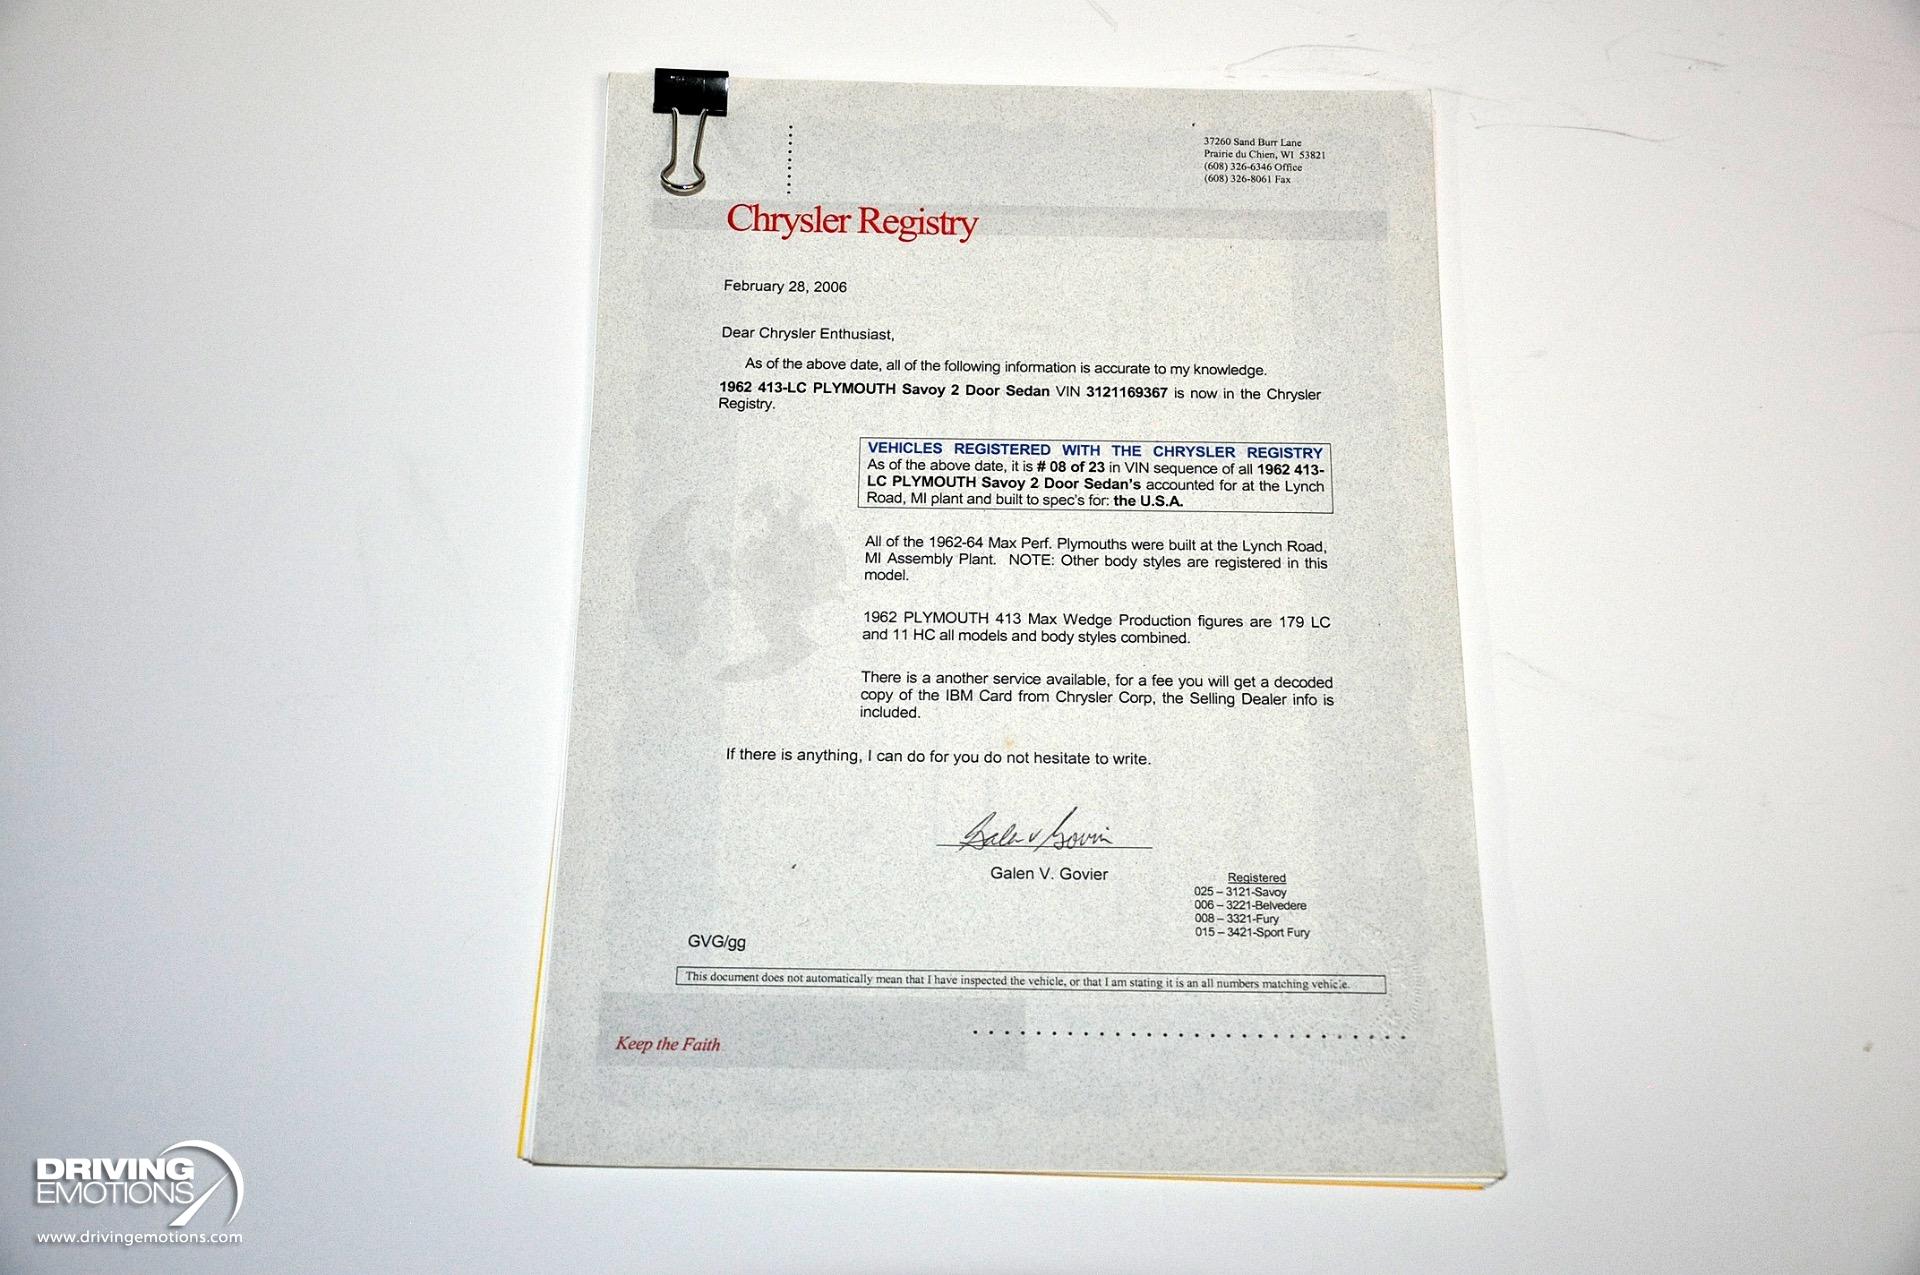 37260 Sand Burr Lane
Prairie du Chien, WI 53821
(608) 326-6346 Office
(608) 326-8061 Fax
Chrysler Registry
February 28, 2006
Dear Chrysler Enthusiast,
As of the above date, all of the following information is accurate to my knowledge.
1962 413-LC PLYMOUTH Savoy 2 Door Sedan VIN 3121169367 is now in the Chrysler
Registry.
VEHICLES REGISTERED WITH THE CHRYSLER REGISTRY
As of the above date, it is # 08 of 23 in VIN sequence of all 1962 413-
LC PLYMOUTH Savoy 2 Door Sedan's accounted for at the Lynch
Road, MI plant and built to spec's for: the U.S.A.
All of the 1962-64 Max Perf. Plymouths were built at the Lynch Road,
MI Assembly Plant. NOTE: Other body styles are registered in this
model.
1962 PLYMOUTH 413 Max Wedge Production figures are 179 LC
and 11 HC all models and body styles combined.
There is a another service available, for a fee you will get a decoded
copy of the IBM Card from Chrysler Corp, the Selling Dealer info is
included.
If there is anything, I can do for you do not hesitate to write.
Galen V Govier
Galen V. Govier
Registered
025 – 3121-Savoy
006 – 3221-Belvedere
008 – 3321-Fury
015 – 3421-Sport Fury
GVG/gg
This document does not automatically mean that I have inspected the vehicle, or that I am stating it is an all numbers matching vehicle.
Keep the Faith
DRIVING
EMOTIONS
www.drivingemotions.com